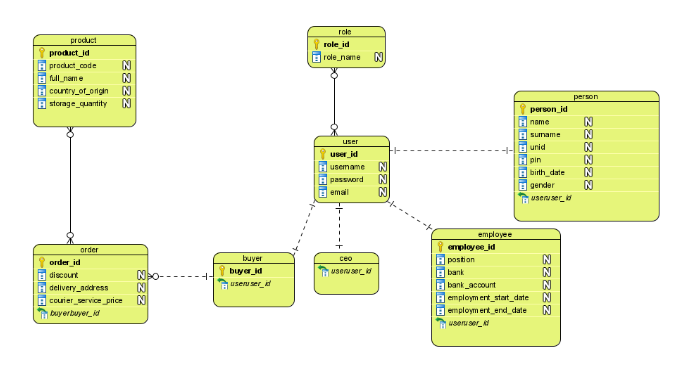 product
product_id
product_code N
full_name N
country_of_origin N
storage_quantity N
role
role_id
role_name N
person
person_id
name N
surname N
unid N
pin N
birth_date N
gender N
useruser_id
user
user_id
username N
password N
email N
order
order_id
discount N
delivery_address N
courier_service_price N
buyerbuyer_id
buyer
buyer_id
useruser_id
ceo
useruser_id
employee
employee_id
position N
bank N
bank_account N
employment_start_date N
employment_end_date N
useruser_id